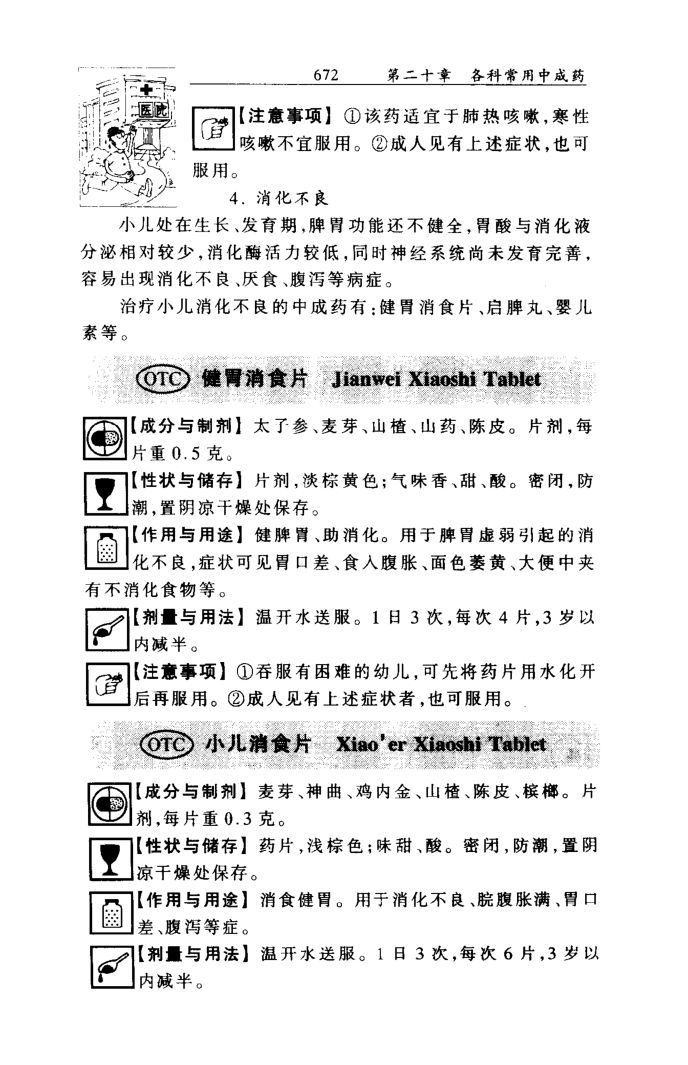 672 第二十章 各科常用中成药
医院
【注意事项】①该药适宜于肺热咳嗽,寒性
咳嗽不宜服用。②成人见有上述症状,也可
服用。
4. 消化不良
小儿处在生长、发育期,脾胃功能还不健全,胃酸与消化液
分泌相对较少,消化酶活力较低,同时神经系统尚未发育完善,
容易出现消化不良、厌食、腹泻等病症。
治疗小儿消化不良的中成药有:健胃消食片、启脾丸、婴儿
素等。
OTC 健胃消食片 Jianwei Xiaoshi Tablet
【成分与制剂】太了参、麦芽、山楂、山药、陈皮。片剂,每
片重0.5克。
【性状与储存】片剂,淡棕黄色;气味香、甜、酸。密闭,防
潮,置阴凉干燥处保存。
【作用与用途】健脾胃、助消化。用于脾胃虚弱引起的消
化不良,症状可见胃口差、食入腹胀、面色萎黄、大便中夹
有不消化食物等。
【剂量与用法】温开水送服。1日3次,每次4片,3岁以
内减半。
【注意事项】①吞服有困难的幼儿,可先将药片用水化开
后再服用。②成人见有上述症状者,也可服用。
OTC 小儿消食片 Xiao'er Xiaoshi Tablet
【成分与制剂】麦芽、神曲、鸡内金、山楂、陈皮、槟榔。片
剂,每片重0.3克。
【性状与储存】药片,浅棕色;味甜、酸。密闭,防潮,置阴
凉干燥处保存。
【作用与用途】消食健胃。用于消化不良、脘腹胀满、胃口
差、腹泻等症。
【剂量与用法】温开水送服。1日3次,每次6片,3岁以
内减半。